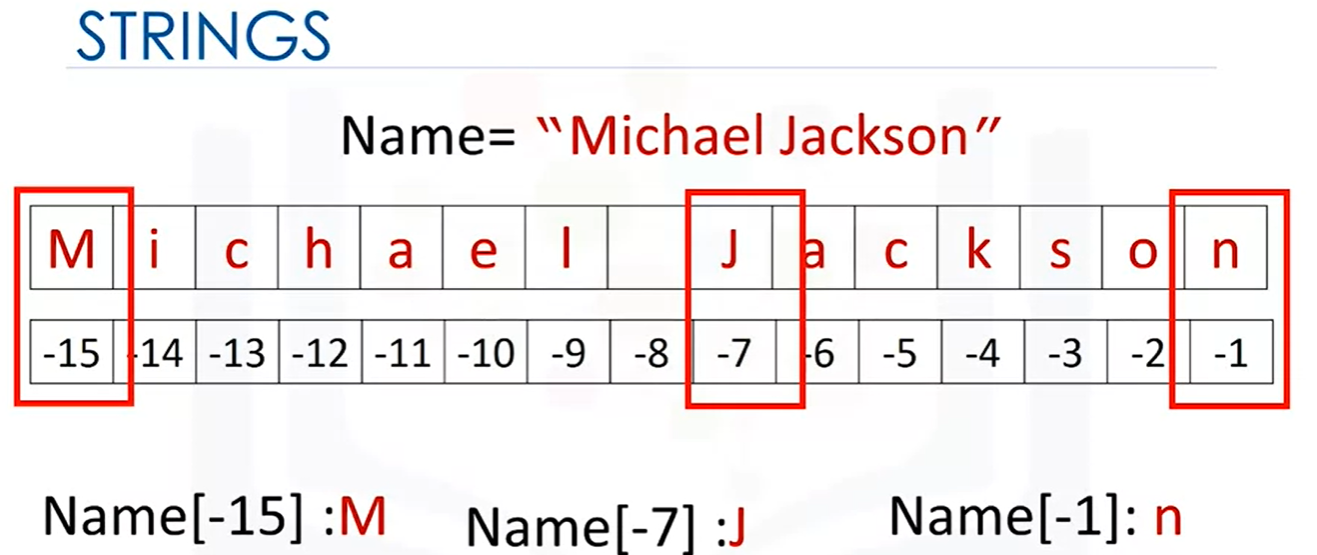 STRINGS
Name= “Michael Jackson”
M i c h a e l J a c k s o n
-15 -14 -13 -12 -11 -10 -9 -8 -7 -6 -5 -4 -3 -2 -1
Name[-15] :M Name[-7] :J Name[-1]: n